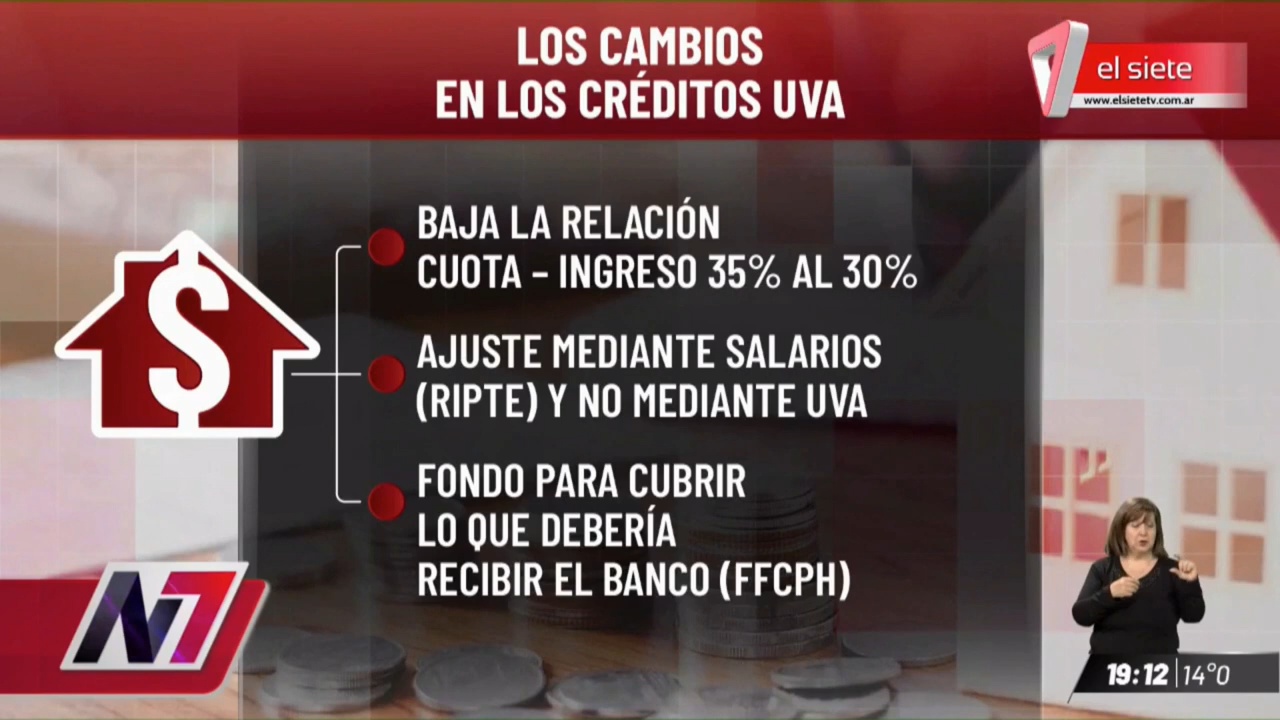 LOS CAMBIOS
EN LOS CRÉDITOS UVA
7
el siete
www.elsietetv.com.ar
$
BAJA LA RELACIÓN
CUOTA – INGRESO 35% AL 30%
AJUSTE MEDIANTE SALARIOS
(RIPTE) Y NO MEDIANTE UVA
FONDO PARA CUBRIR
LO QUE DEBERÍA
RECIBIR EL BANCO (FFCPH)
N7
19:12 14°0